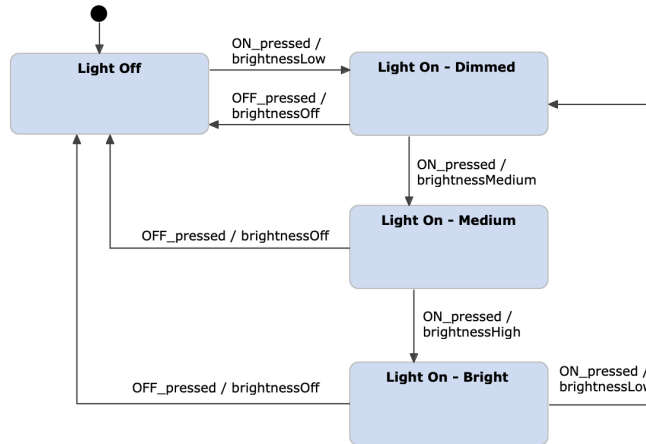 ON_pressed /
brightnessLow
Light Off
Light On - Dimmed
OFF_pressed /
brightnessOff
ON_pressed /
brightnessMedium
Light On - Medium
OFF_pressed / brightnessOff
ON_pressed /
brightnessHigh
Light On - Bright
ON_pressed /
brightnessLow
OFF_pressed / brightnessOff